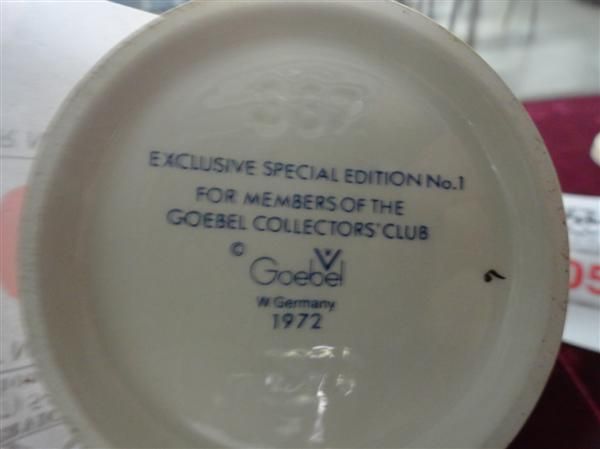 EXCLUSIVE SPECIAL EDITION No.1
FOR MEMBERS OF THE
GOEBEL COLLECTORS' CLUB
©
Goebel
W. Germany
1972